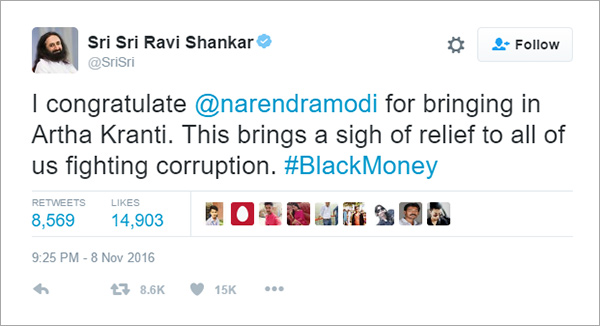 Sri Sri Ravi Shankar
@SriSri
Follow
I congratulate @narendramodi for bringing in
Artha Kranti. This brings a sigh of relief to all of
us fighting corruption. #BlackMoney
RETWEETS LIKES
8,569 14,903
9:25 PM - 8 Nov 2016
8.6K 15K